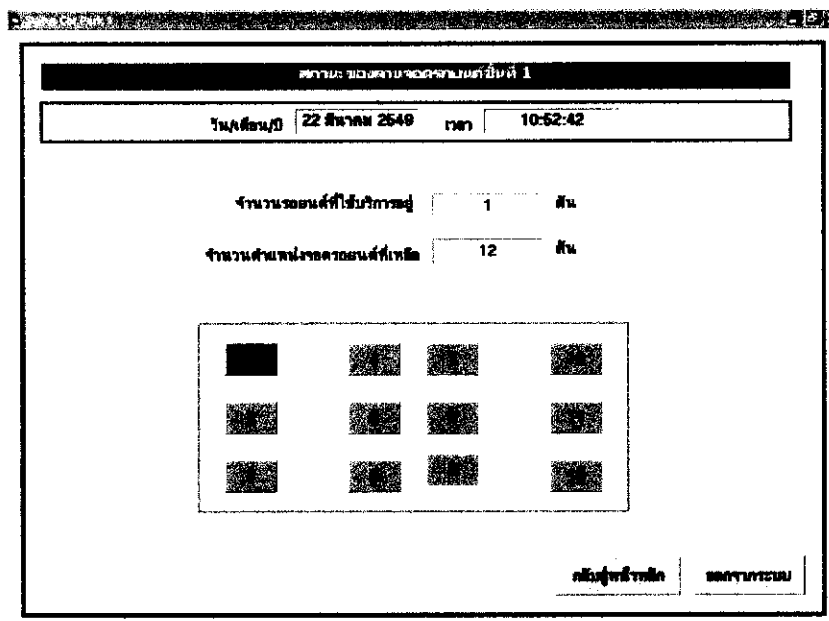 สถานะ ของลานจอดรถยนต์ชั้นที่ 1
วัน/เดือน/ปี 22 มีนาคม 2549 เวลา 10:52:42
จำนวนรถยนต์ที่ใช้บริการอยู่ 1 คัน
จำนวนตำแหน่งจอดรถยนต์ที่เหลือ 12 คัน
กลับสู่หน้าหลัก ออกจากระบบ